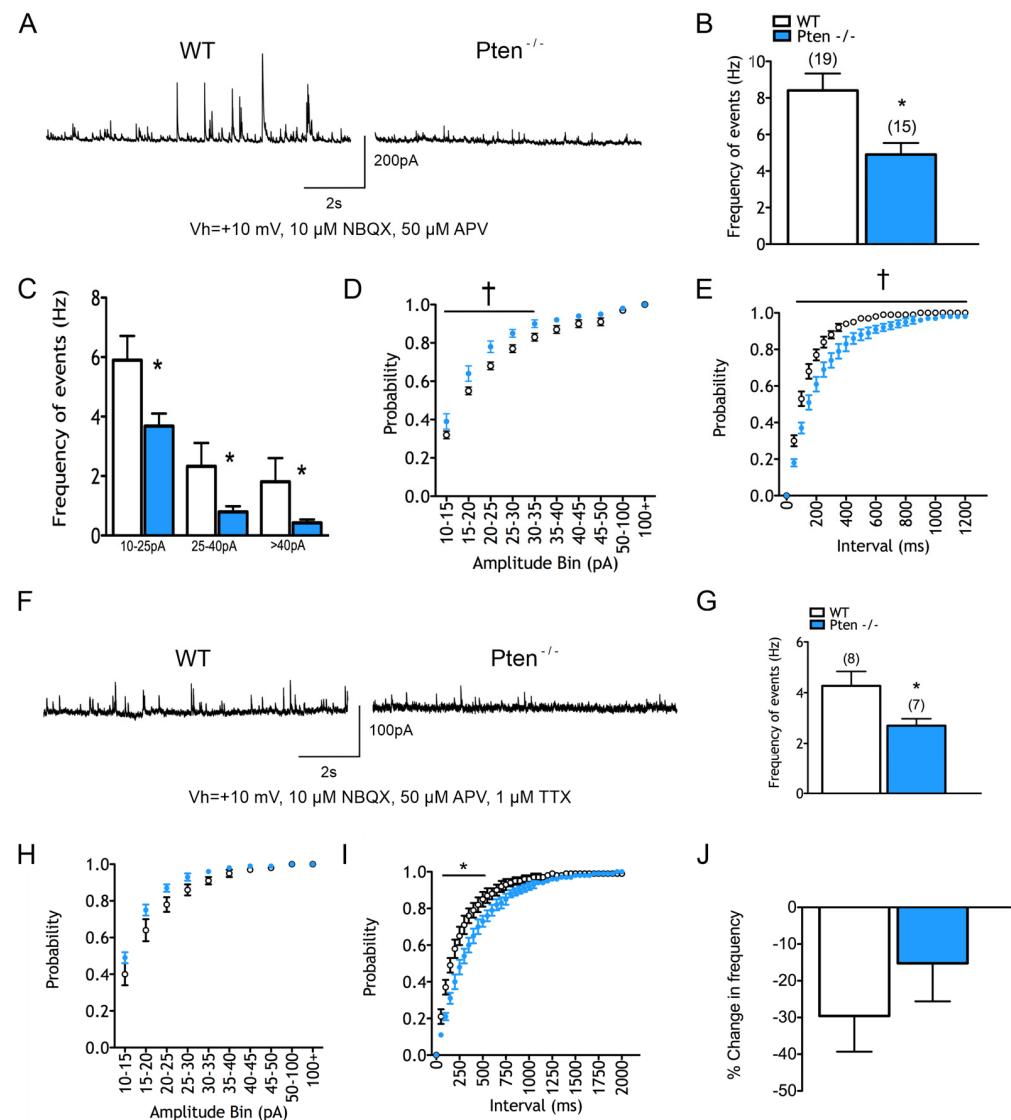 A
WT
Pten -/-
200pA
2s
Vh=+10 mV, 10 µM NBQX, 50 µM APV
B
WT
Pten -/-
Frequency of events (Hz)
10
8
6
4
2
0
(19)
*
(15)
C
Frequency of events (Hz)
8
6
4
2
0
*
*
*
10-25pA 25-40pA >40pA
D
†
Probability
1.0
0.8
0.6
0.4
0.2
0.0
10-15
15-20
20-25
25-30
30-35
35-40
40-45
45-50
50-100
100+
Amplitude Bin (pA)
E
†
Probability
1.0
0.8
0.6
0.4
0.2
0.0
0
200
400
600
800
1000
1200
Interval (ms)
F
WT
Pten -/-
100pA
2s
Vh=+10 mV, 10 µM NBQX, 50 µM APV, 1 µM TTX
G
WT
Pten -/-
Frequency of events (Hz)
6
4
2
0
(8)
*
(7)
H
Probability
1.0
0.8
0.6
0.4
0.2
0.0
10-15
15-20
20-25
25-30
30-35
35-40
40-45
45-50
50-100
100+
Amplitude Bin (pA)
I
*
Probability
1.0
0.8
0.6
0.4
0.2
0.0
0
250
500
750
1000
1250
1500
1750
2000
Interval (ms)
J
% Change in frequency
0
-10
-20
-30
-40
-50